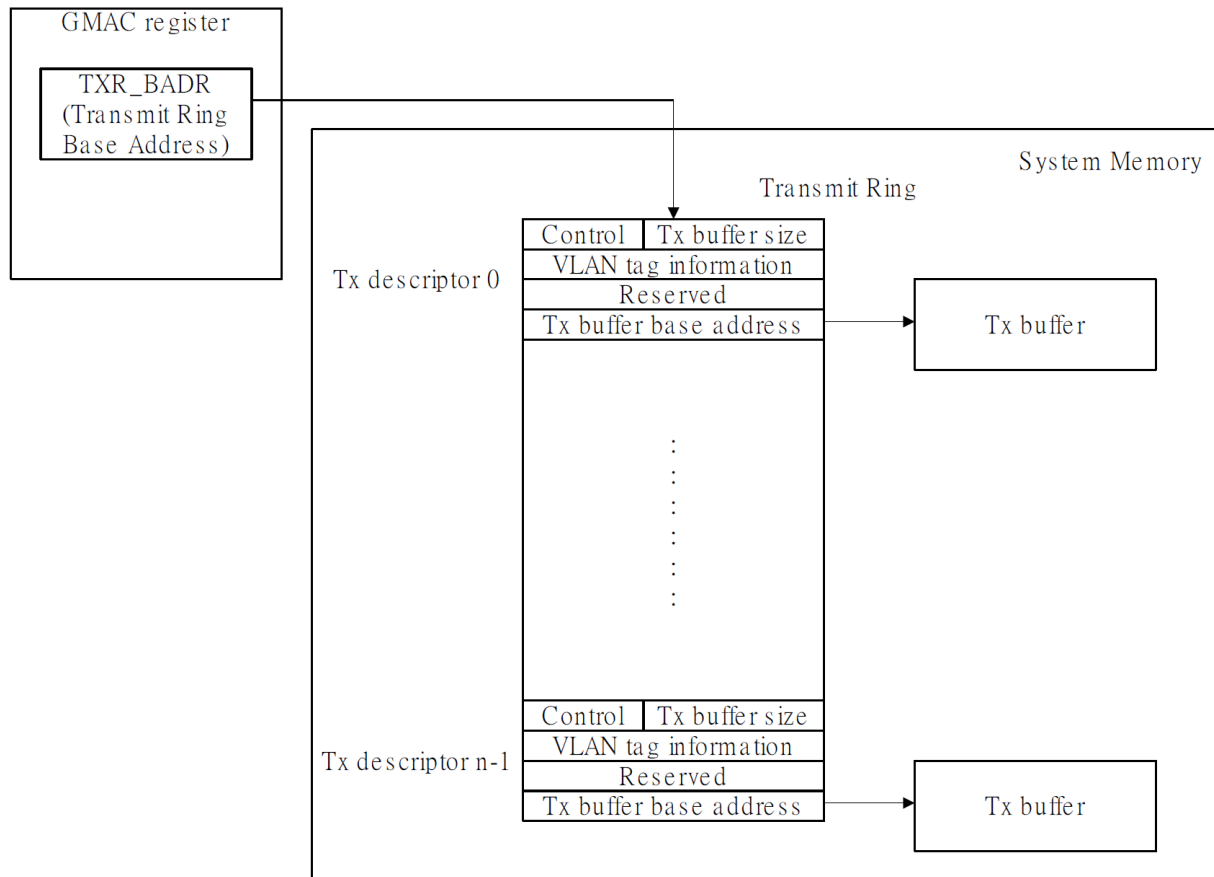 GMAC register
TXR_BADR
(Transmit Ring
Base Address)
System Memory
Transmit Ring
Tx descriptor 0
Control
Tx buffer size
VLAN tag information
Reserved
Tx buffer base address
Tx buffer
Tx descriptor n-1
Control
Tx buffer size
VLAN tag information
Reserved
Tx buffer base address
Tx buffer